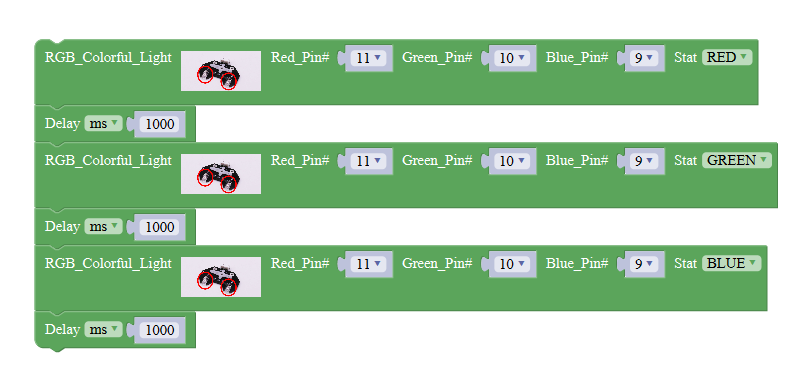 RGB_Colorful_Light Red_Pin# 11 Green_Pin# 10 Blue_Pin# 9 Stat RED
Delay ms 1000
RGB_Colorful_Light Red_Pin# 11 Green_Pin# 10 Blue_Pin# 9 Stat GREEN
Delay ms 1000
RGB_Colorful_Light Red_Pin# 11 Green_Pin# 10 Blue_Pin# 9 Stat BLUE
Delay ms 1000